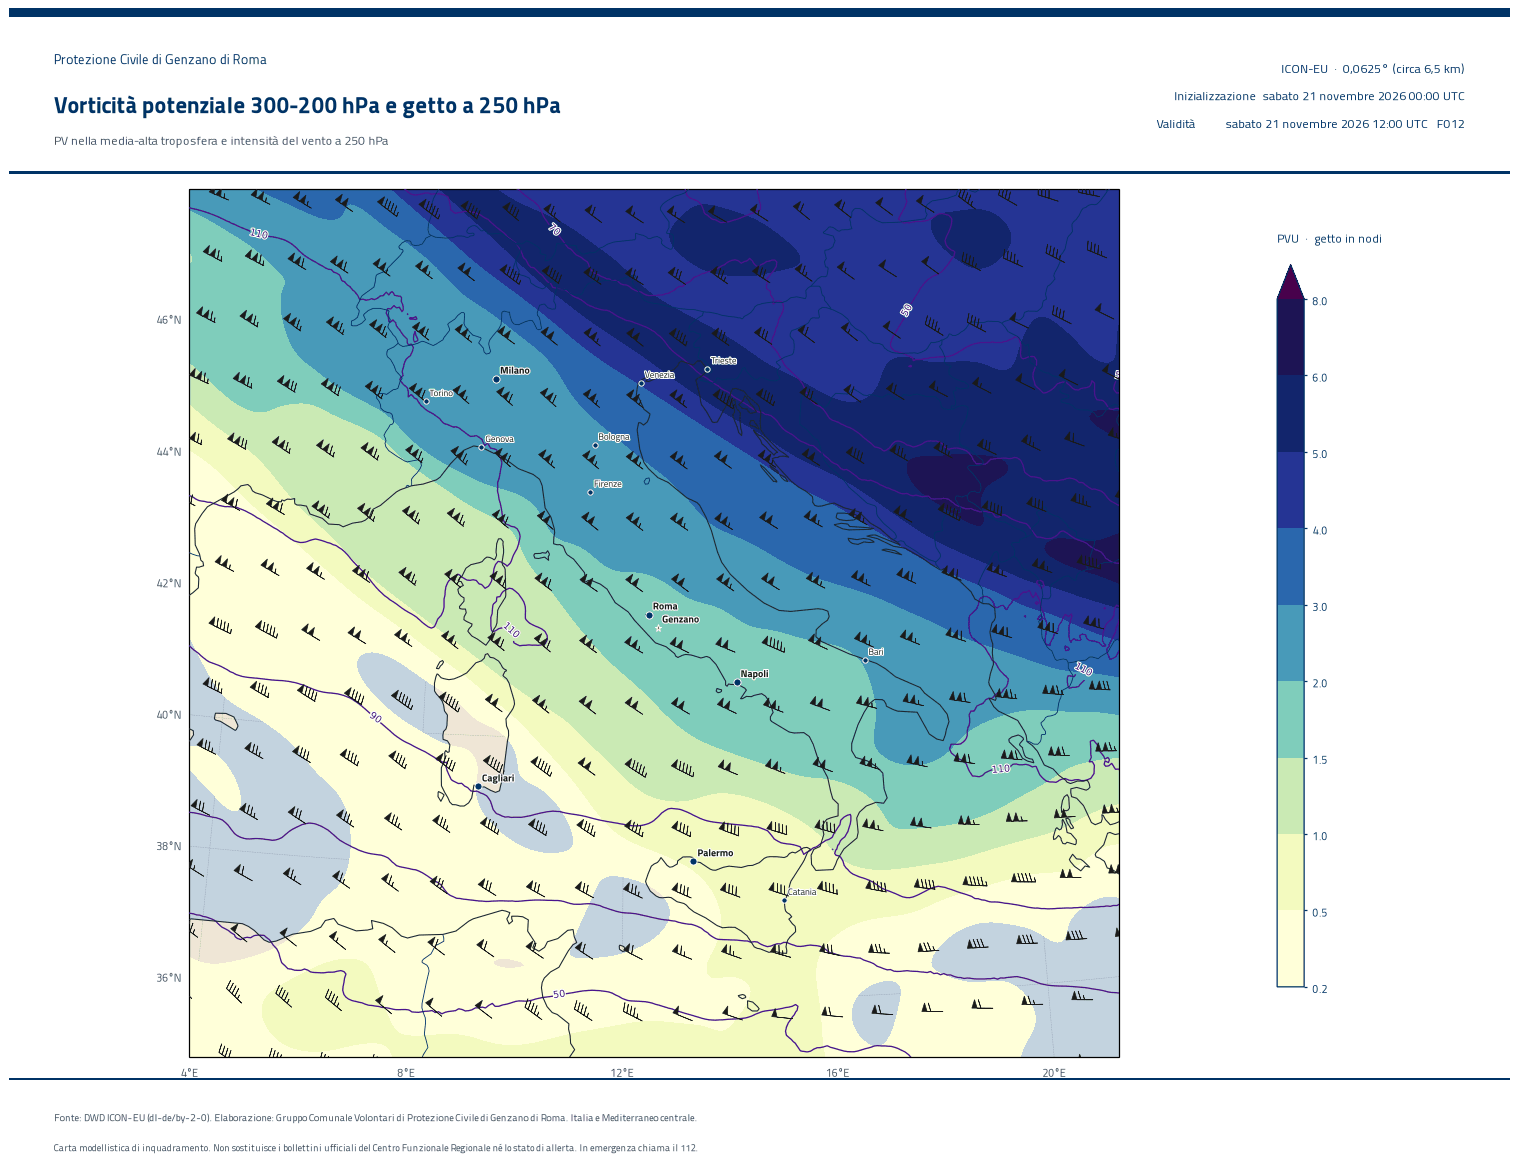 Protezione Civile di Genzano di Roma
Vorticità potenziale 300-200 hPa e getto a 250 hPa
PV nella media-alta troposfera e intensità del vento a 250 hPa
ICON-EU · 0,0625° (circa 6,5 km)
Inizializzazione sabato 21 novembre 2026 00:00 UTC
Validità sabato 21 novembre 2026 12:00 UTC F012
PVU · getto in nodi
8.0
6.0
5.0
4.0
3.0
2.0
1.5
1.0
0.5
0.2
46°N
44°N
42°N
40°N
38°N
36°N
4°E
8°E
12°E
16°E
20°E
110
70
50
Trieste
Milano
Venezia
Torino
Genova
Bologna
Firenze
Roma
Genzano
110
Bari
110
Napoli
90
110
Cagliari
Palermo
Catania
50
Fonte: DWD ICON-EU (dl-de/by-2-0). Elaborazione: Gruppo Comunale Volontari di Protezione Civile di Genzano di Roma. Italia e Mediterraneo centrale.
Carta modellistica di inquadramento. Non sostituisce i bollettini ufficiali del Centro Funzionale Regionale né lo stato di allerta. In emergenza chiama il 112.